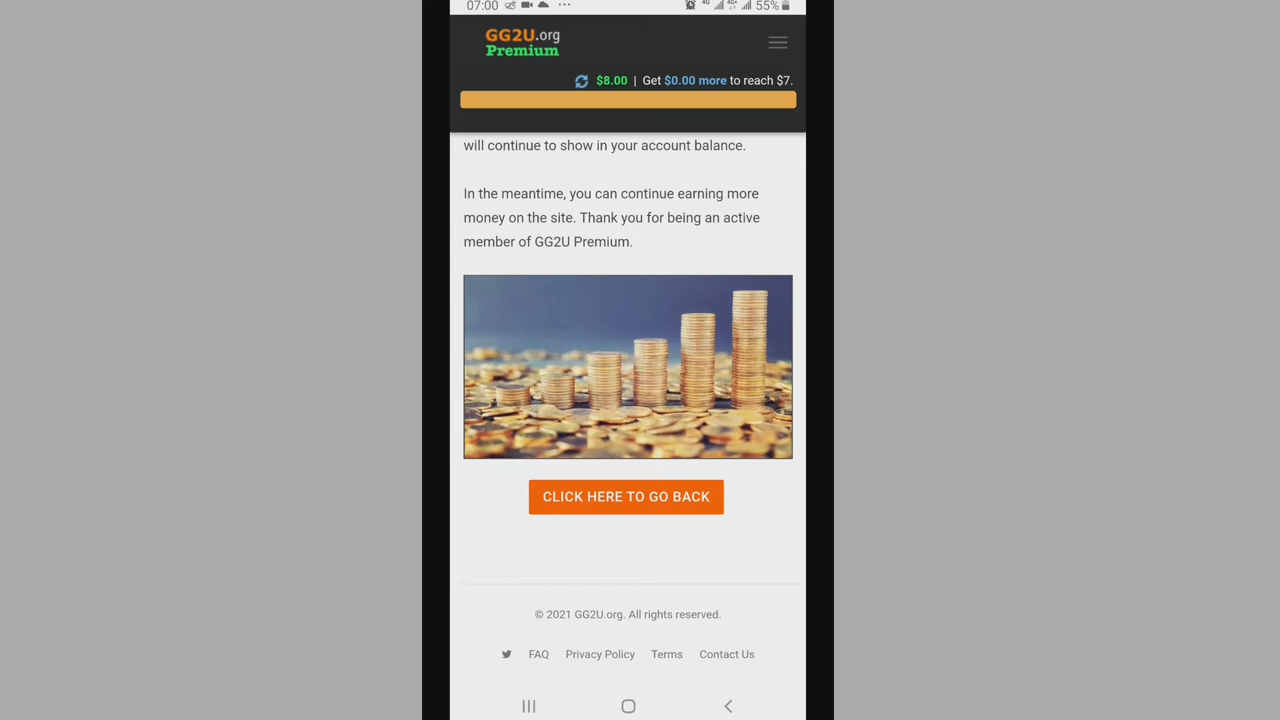 07:00
4G 4G+ 55%
GG2U.org
Premium
$8.00 | Get $0.00 more to reach $7.
will continue to show in your account balance.
In the meantime, you can continue earning more
money on the site. Thank you for being an active
member of GG2U Premium.
CLICK HERE TO GO BACK
© 2021 GG2U.org. All rights reserved.
FAQ Privacy Policy Terms Contact Us